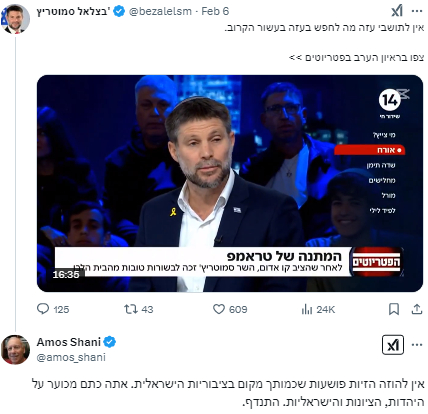 בצלאל סמוטריץ' @bezalelsm · Feb 6
אין לתושבי עזה מה לחפש בעזה בעשור הקרוב.
צפו בראיון הערב בפטריוטים >>
14
שידור חי
מי צייץ?
אורח
שדה תימן
מחלישים
מורל
לפיד לילי
המתנה של טראמפ
לאחר שהציב קו אדום, השר סמוטריץ' זכה לבשורות טובות מהבית הלבן
הפטריוטים
16:35
125 43 609 24K
Amos Shani
@amos_shani
אין להוזה הזיות פושעות שכמותך מקום בציבוריות הישראלית. אתה כתם מכוער על
היהדות, הציונות והישראליות. התנדף.